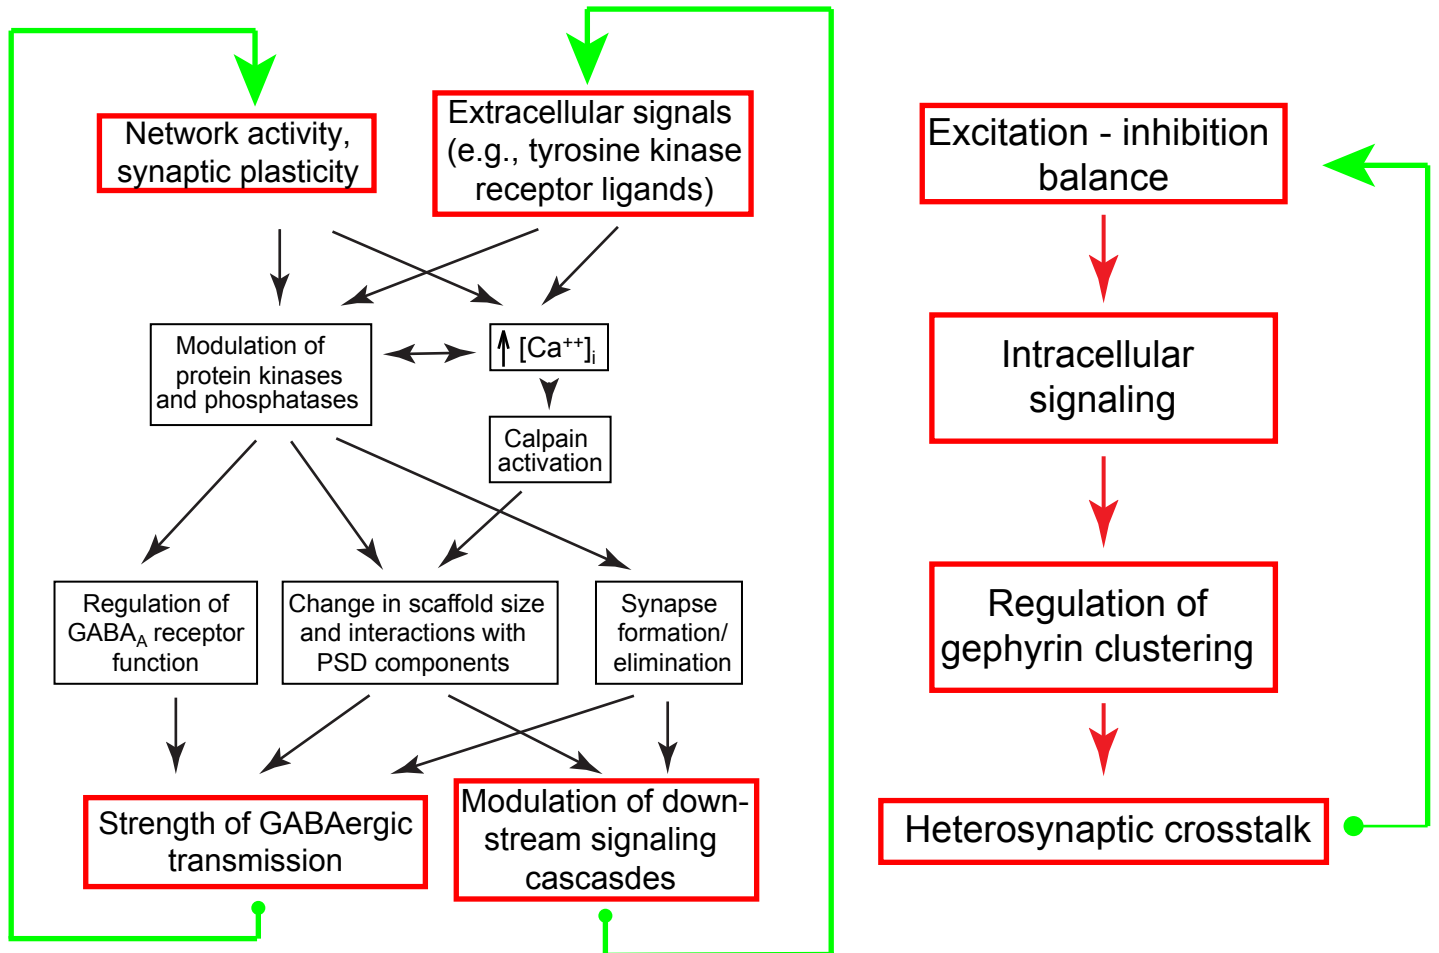 Network activity,
synaptic plasticity
Extracellular signals
(e.g., tyrosine kinase
receptor ligands)
Modulation of
protein kinases
and phosphatases
[Ca⁺⁺]ᵢ
Calpain
activation
Regulation of
GABA_A receptor
function
Change in scaffold size
and interactions with
PSD components
Synapse
formation/
elimination
Strength of GABAergic
transmission
Modulation of down-
stream signaling
cascasdes
Excitation - inhibition
balance
Intracellular
signaling
Regulation of
gephyrin clustering
Heterosynaptic crosstalk